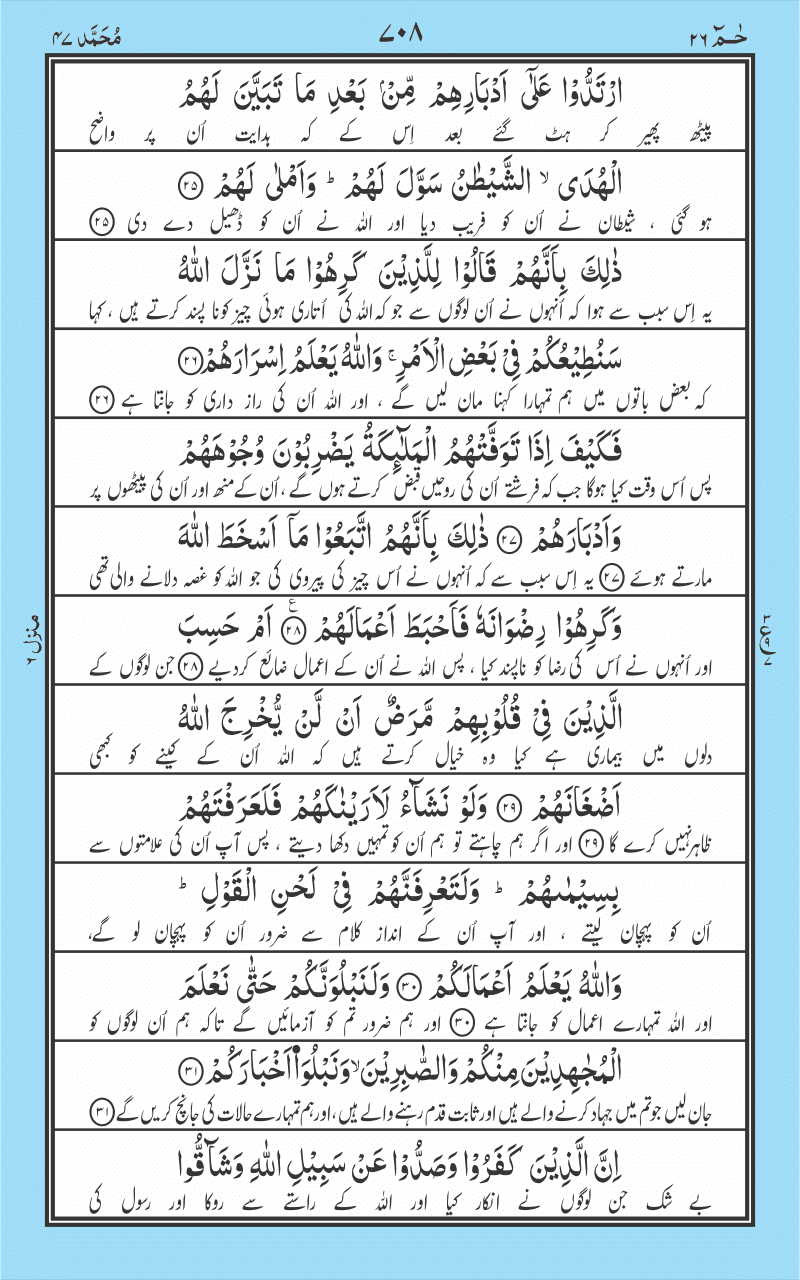 حٰمٓ ۲۶
۷۰۸
مُحَمَّد ۴۷
ارْتَدُّوْا عَلٰٓى اَدْبَارِهِمْ مِّنْۢ بَعْدِ مَا تَبَيَّنَ لَهُمُ
پیٹھ پھیر کر ہٹ گئے بعد اِس کے کہ ہدایت اُن پر واضح
الْهُدَى ۙ الشَّيْطٰنُ سَوَّلَ لَهُمْ ؕ وَاَمْلٰى لَهُمْ ۝۲۵
ہو گئی ، شیطان نے اُن کو فریب دیا اور اللہ نے اُن کو ڈھیل دے دی ۝۲۵
ذٰلِكَ بِاَنَّهُمْ قَالُوْا لِلَّذِيْنَ كَرِهُوْا مَا نَزَّلَ اللّٰهُ
یہ اِس سبب سے ہوا کہ اُنہوں نے اُن لوگوں سے جو کہ اللہ کی اُتاری ہوئی چیز کو نا پسند کرتے ہیں ، کہا
سَنُطِيْعُكُمْ فِيْ بَعْضِ الْاَمْرِ ۚ وَاللّٰهُ يَعْلَمُ اِسْرَارَهُمْ ۝۲۶
کہ بعض باتوں میں ہم تمہارا کہنا مان لیں گے ، اور اللہ اُن کی راز داری کو جانتا ہے ۝۲۶
فَكَيْفَ اِذَا تَوَفَّتْهُمُ الْمَلٰٓئِكَةُ يَضْرِبُوْنَ وُجُوْهَهُمْ
پس اُس وقت کیا ہوگا جب کہ فرشتے اُن کی روحیں قبض کرتے ہوں گے ، اُن کے منھ اور اُن کی پیٹھوں پر
وَاَدْبَارَهُمْ ۝۲۷ ذٰلِكَ بِاَنَّهُمُ اتَّبَعُوْا مَاۤ اَسْخَطَ اللّٰهَ
مارتے ہوئے ۝۲۷ یہ اِس سبب سے کہ اُنہوں نے اُس چیز کی پیروی کی جو اللہ کو غصہ دلانے والی تھی
وَكَرِهُوْا رِضْوَانَهٗ فَاَحْبَطَ اَعْمَالَهُمْ ۝۲۸ ع اَمْ حَسِبَ
اور اُنہوں نے اُس کی رضا کو ناپسند کیا ، پس اللہ نے اُن کے اعمال ضائع کردیے ۝۲۸ جن لوگوں کے
منزل ۶
۲ ع ۹ ۷
الَّذِيْنَ فِيْ قُلُوْبِهِمْ مَّرَضٌ اَنْ لَّنْ يُّخْرِجَ اللّٰهُ
دلوں میں بیماری ہے کیا وہ خیال کرتے ہیں کہ اللہ اُن کے کینے کو کبھی
اَضْغَانَهُمْ ۝۲۹ وَلَوْ نَشَآءُ لَاَرَيْنٰكَهُمْ فَلَعَرَفْتَهُمْ
ظاہر نہیں کرے گا ۝۲۹ اور اگر ہم چاہتے تو ہم اُن کو تمہیں دکھا دیتے ، پس آپ اُن کی علامتوں سے
بِسِيْمٰىهُمْ ؕ وَلَتَعْرِفَنَّهُمْ فِيْ لَحْنِ الْقَوْلِ ؕ
اُن کو پہچان لیتے ، اور آپ اُن کے انداز کلام سے ضرور اُن کو پہچان لو گے،
وَاللّٰهُ يَعْلَمُ اَعْمَالَكُمْ ۝۳۰ وَلَنَبْلُوَنَّكُمْ حَتّٰى نَعْلَمَ
اور اللہ تمہارے اعمال کو جانتا ہے ۝۳۰ اور ہم ضرور تم کو آزمائیں گے تاکہ ہم اُن لوگوں کو
الْمُجٰهِدِيْنَ مِنْكُمْ وَالصّٰبِرِيْنَ ۙ وَنَبْلُوَا۠ اَخْبَارَكُمْ ۝۳۱
جان لیں جو تم میں جہاد کرنے والے ہیں اور ثابت قدم رہنے والے ہیں، اور ہم تمہارے حالات کی جانچ کریں گے ۝۳۱
اِنَّ الَّذِيْنَ كَفَرُوْا وَصَدُّوْا عَنْ سَبِيْلِ اللّٰهِ وَشَآقُّوا
بے شک جن لوگوں نے انکار کیا اور اللہ کے راستے سے روکا اور رسول کی